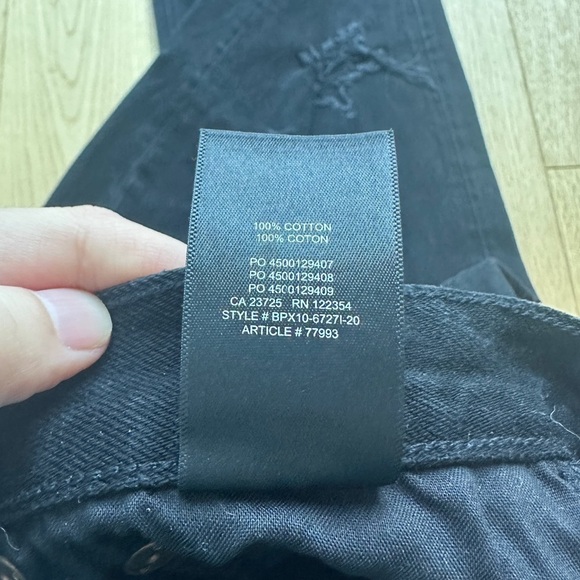 100% COTTON
100% COTON
PO 4500129407
PO 4500129408
PO 4500129409
CA 23725 RN 122354
STYLE # BPX10-6727I-20
ARTICLE # 77993